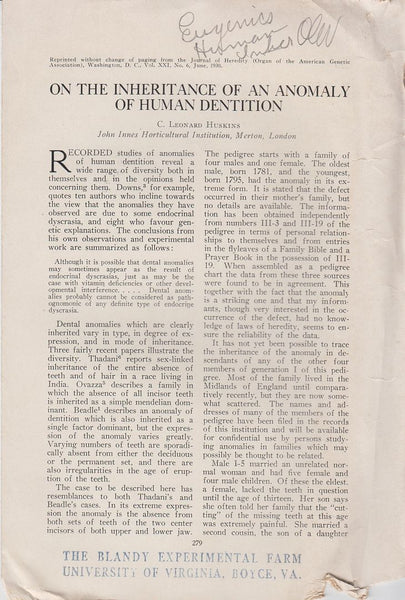 Eugenics
Human
Inher
Reprinted without change of paging from the Journal of Heredity (Organ of the American Genetic
Association), Washington, D. C., Vol. XXI, No. 6, June, 1930.
ON THE INHERITANCE OF AN ANOMALY
OF HUMAN DENTITION
C. Leonard Huskins
John Innes Horticultural Institution, Merton, London
RECORDED studies of anomalies
of human dentition reveal a
wide range of diversity both in
themselves and in the opinions held
concerning them. Downs,³ for example,
quotes ten authors who incline towards
the view that the anomalies they have
observed are due to some endocrinal
dyscrasia, and eight who favour gen-
etic explanations. The conclusions from
his own observations and experimental
work are summarized as follows:
Although it is possible that dental anomalies
may sometimes appear as the result of
endocrinal dyscrasias, just as may be the
case with vitamin deficiencies or other devel-
opmental interference. . . . Dental anom-
alies probably cannot be considered as path-
ognomonic of any definite type of endocrine
dyscrasia.
Dental anomalies which are clearly
inherited vary in type, in degree of ex-
pression, and in mode of inheritance.
Three fairly recent papers illustrate the
diversity. Thadani⁶ reports sex-linked
inheritance of the entire absence of
teeth and of hair in a race living in
India. Ovazza⁵ describes a family in
which the absence of all incisor teeth
is inherited as a simple mendelian dom-
inant. Beadle¹ describes an anomaly of
dentition which is also inherited as a
single factor dominant, but the expres-
sion of the anomaly varies greatly.
Varying numbers of teeth are sporadi-
cally absent from either the deciduous
or the permanent set, and there are
also irregularities in the age of erup-
tion of the teeth.
The case to be described here has
resemblances to both Thadani's and
Beadle's cases. In its extreme expres-
sion the anomaly is the absence from
both sets of teeth of the two center
incisors of both upper and lower jaw.
The pedigree starts with a family of
four males and one female. The oldest
male, born 1781, and the youngest,
born 1795, had the anomaly in its ex-
treme form. It is stated that the defect
occurred in their mother's family, but
no details are available. The informa-
tion has been obtained independently
from numbers III-3 and III-19 of the
pedigree in terms of personal relation-
ships to themselves and from entries
in the flyleaves of a Family Bible and a
Prayer Book in the possession of III-
19. When assembled as a pedigree
chart the data from these three sources
were found to be in agreement. This
together with the fact that the anomaly
is a striking one and that my inform-
ants, though very interested in the oc-
currence of the defect, had no knowl-
edge of laws of heredity, seems to en-
sure the reliability of the data.
It has not yet been possible to trace
the inheritance of the anomaly in de-
scendants of any of the other four
members of generation I of this pedi-
gree. Most of the family lived in the
Midlands of England until compara-
tively recently, but they are now some-
what scattered. The names and ad-
dresses of many of the members of the
pedigree have been filed in the records
of this institution and will be available
for confidential use by persons study-
ing anomalies in families which may
possibly be thought to be related.
Male I-5 married an unrelated nor-
mal woman and had five female and
four male children. Of these the eldest,
a female, lacked the teeth in question
until the age of thirteen. Her son says
she often told her family that the "cut-
ting" of the missing teeth at this age
was extremely painful. She married a
second cousin, the son of a daughter
279
THE BLANDY EXPERIMENTAL FARM
UNIVERSITY OF VIRGINIA, BOYCE, VA.